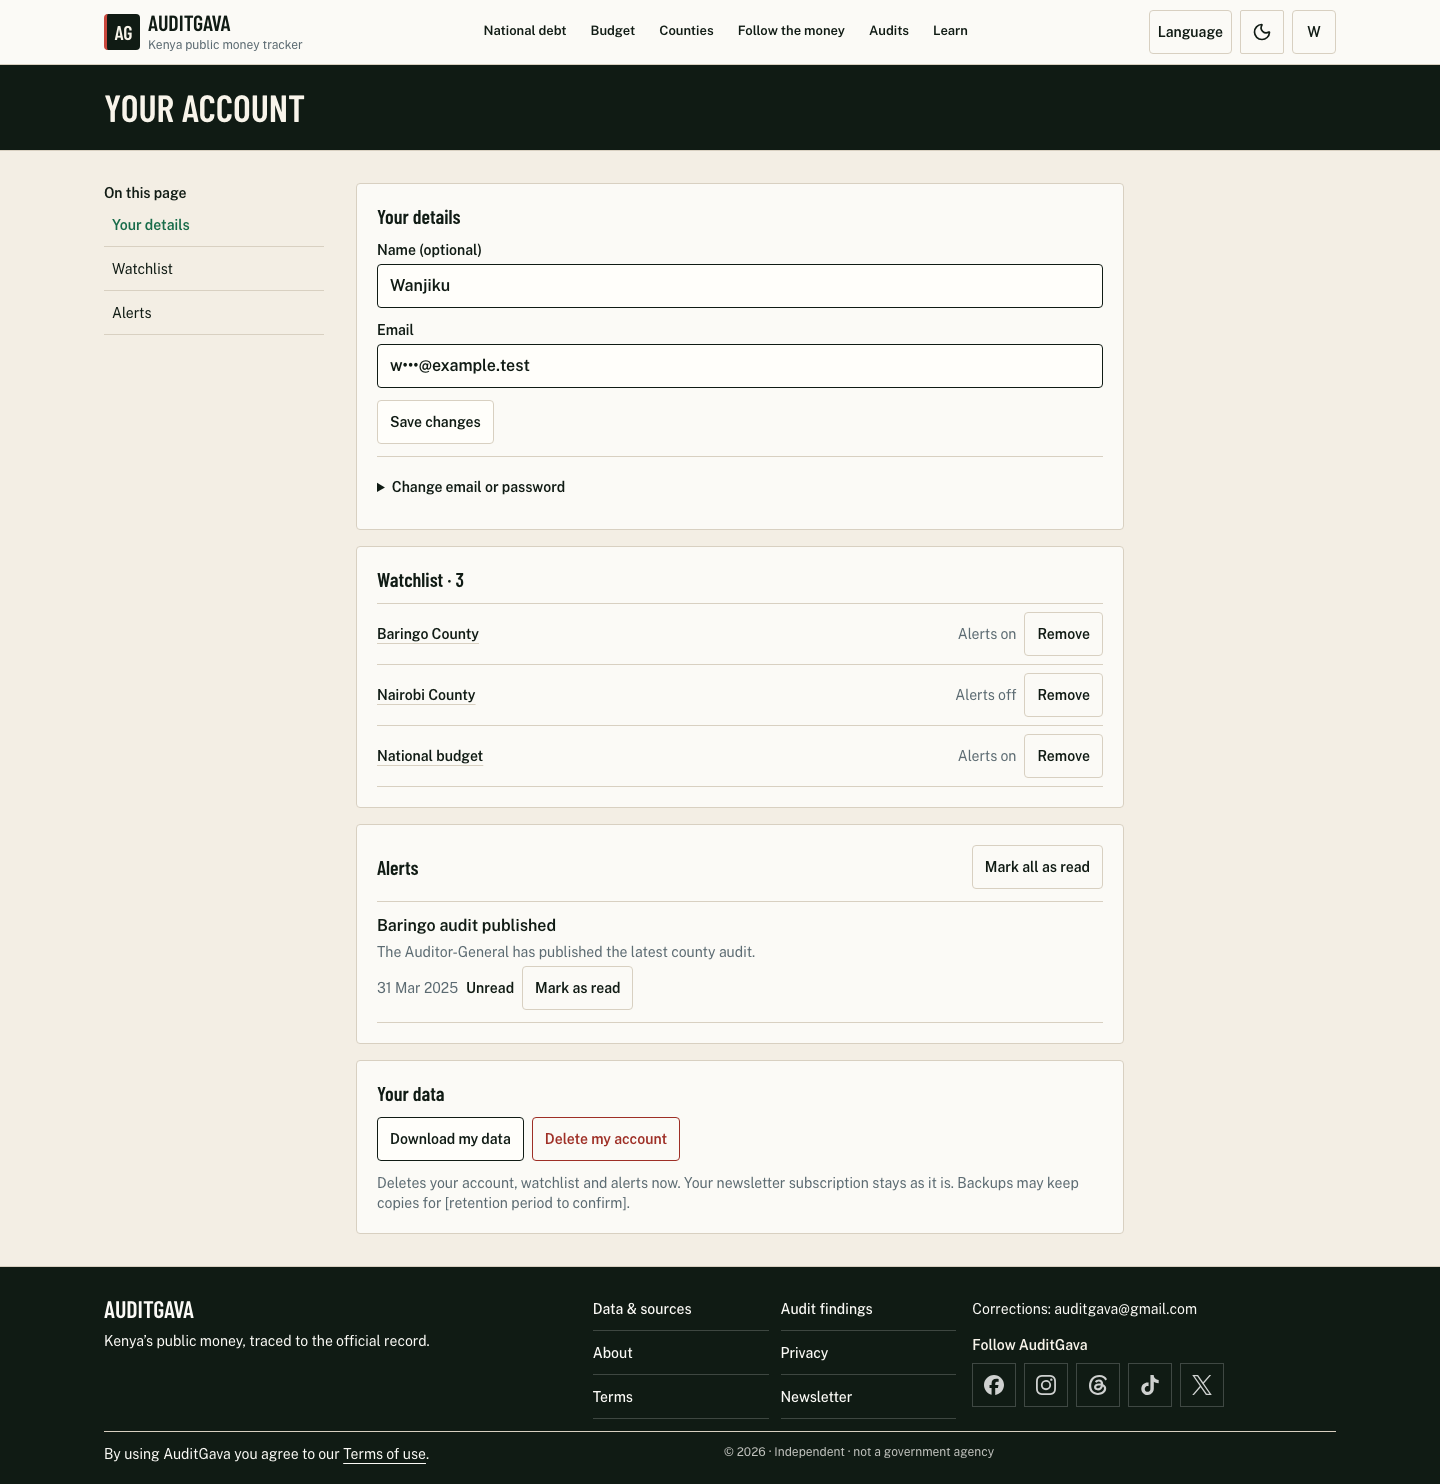 AG
AUDITGAVA
Kenya public money tracker
National debt
Budget
Counties
Follow the money
Audits
Learn
Language
W
YOUR ACCOUNT
On this page
Your details
Watchlist
Alerts
Your details
Name (optional)
Wanjiku
Email
w•••@example.test
Save changes
Change email or password
Watchlist · 3
Baringo County
Alerts on
Remove
Nairobi County
Alerts off
Remove
National budget
Alerts on
Remove
Alerts
Mark all as read
Baringo audit published
The Auditor-General has published the latest county audit.
31 Mar 2025 Unread Mark as read
Your data
Download my data
Delete my account
Deletes your account, watchlist and alerts now. Your newsletter subscription stays as it is. Backups may keep
copies for [retention period to confirm].
AUDITGAVA
Kenya’s public money, traced to the official record.
Data & sources
About
Terms
Audit findings
Privacy
Newsletter
Corrections: auditgava@gmail.com
Follow AuditGava
By using AuditGava you agree to our Terms of use.
© 2026 · Independent · not a government agency